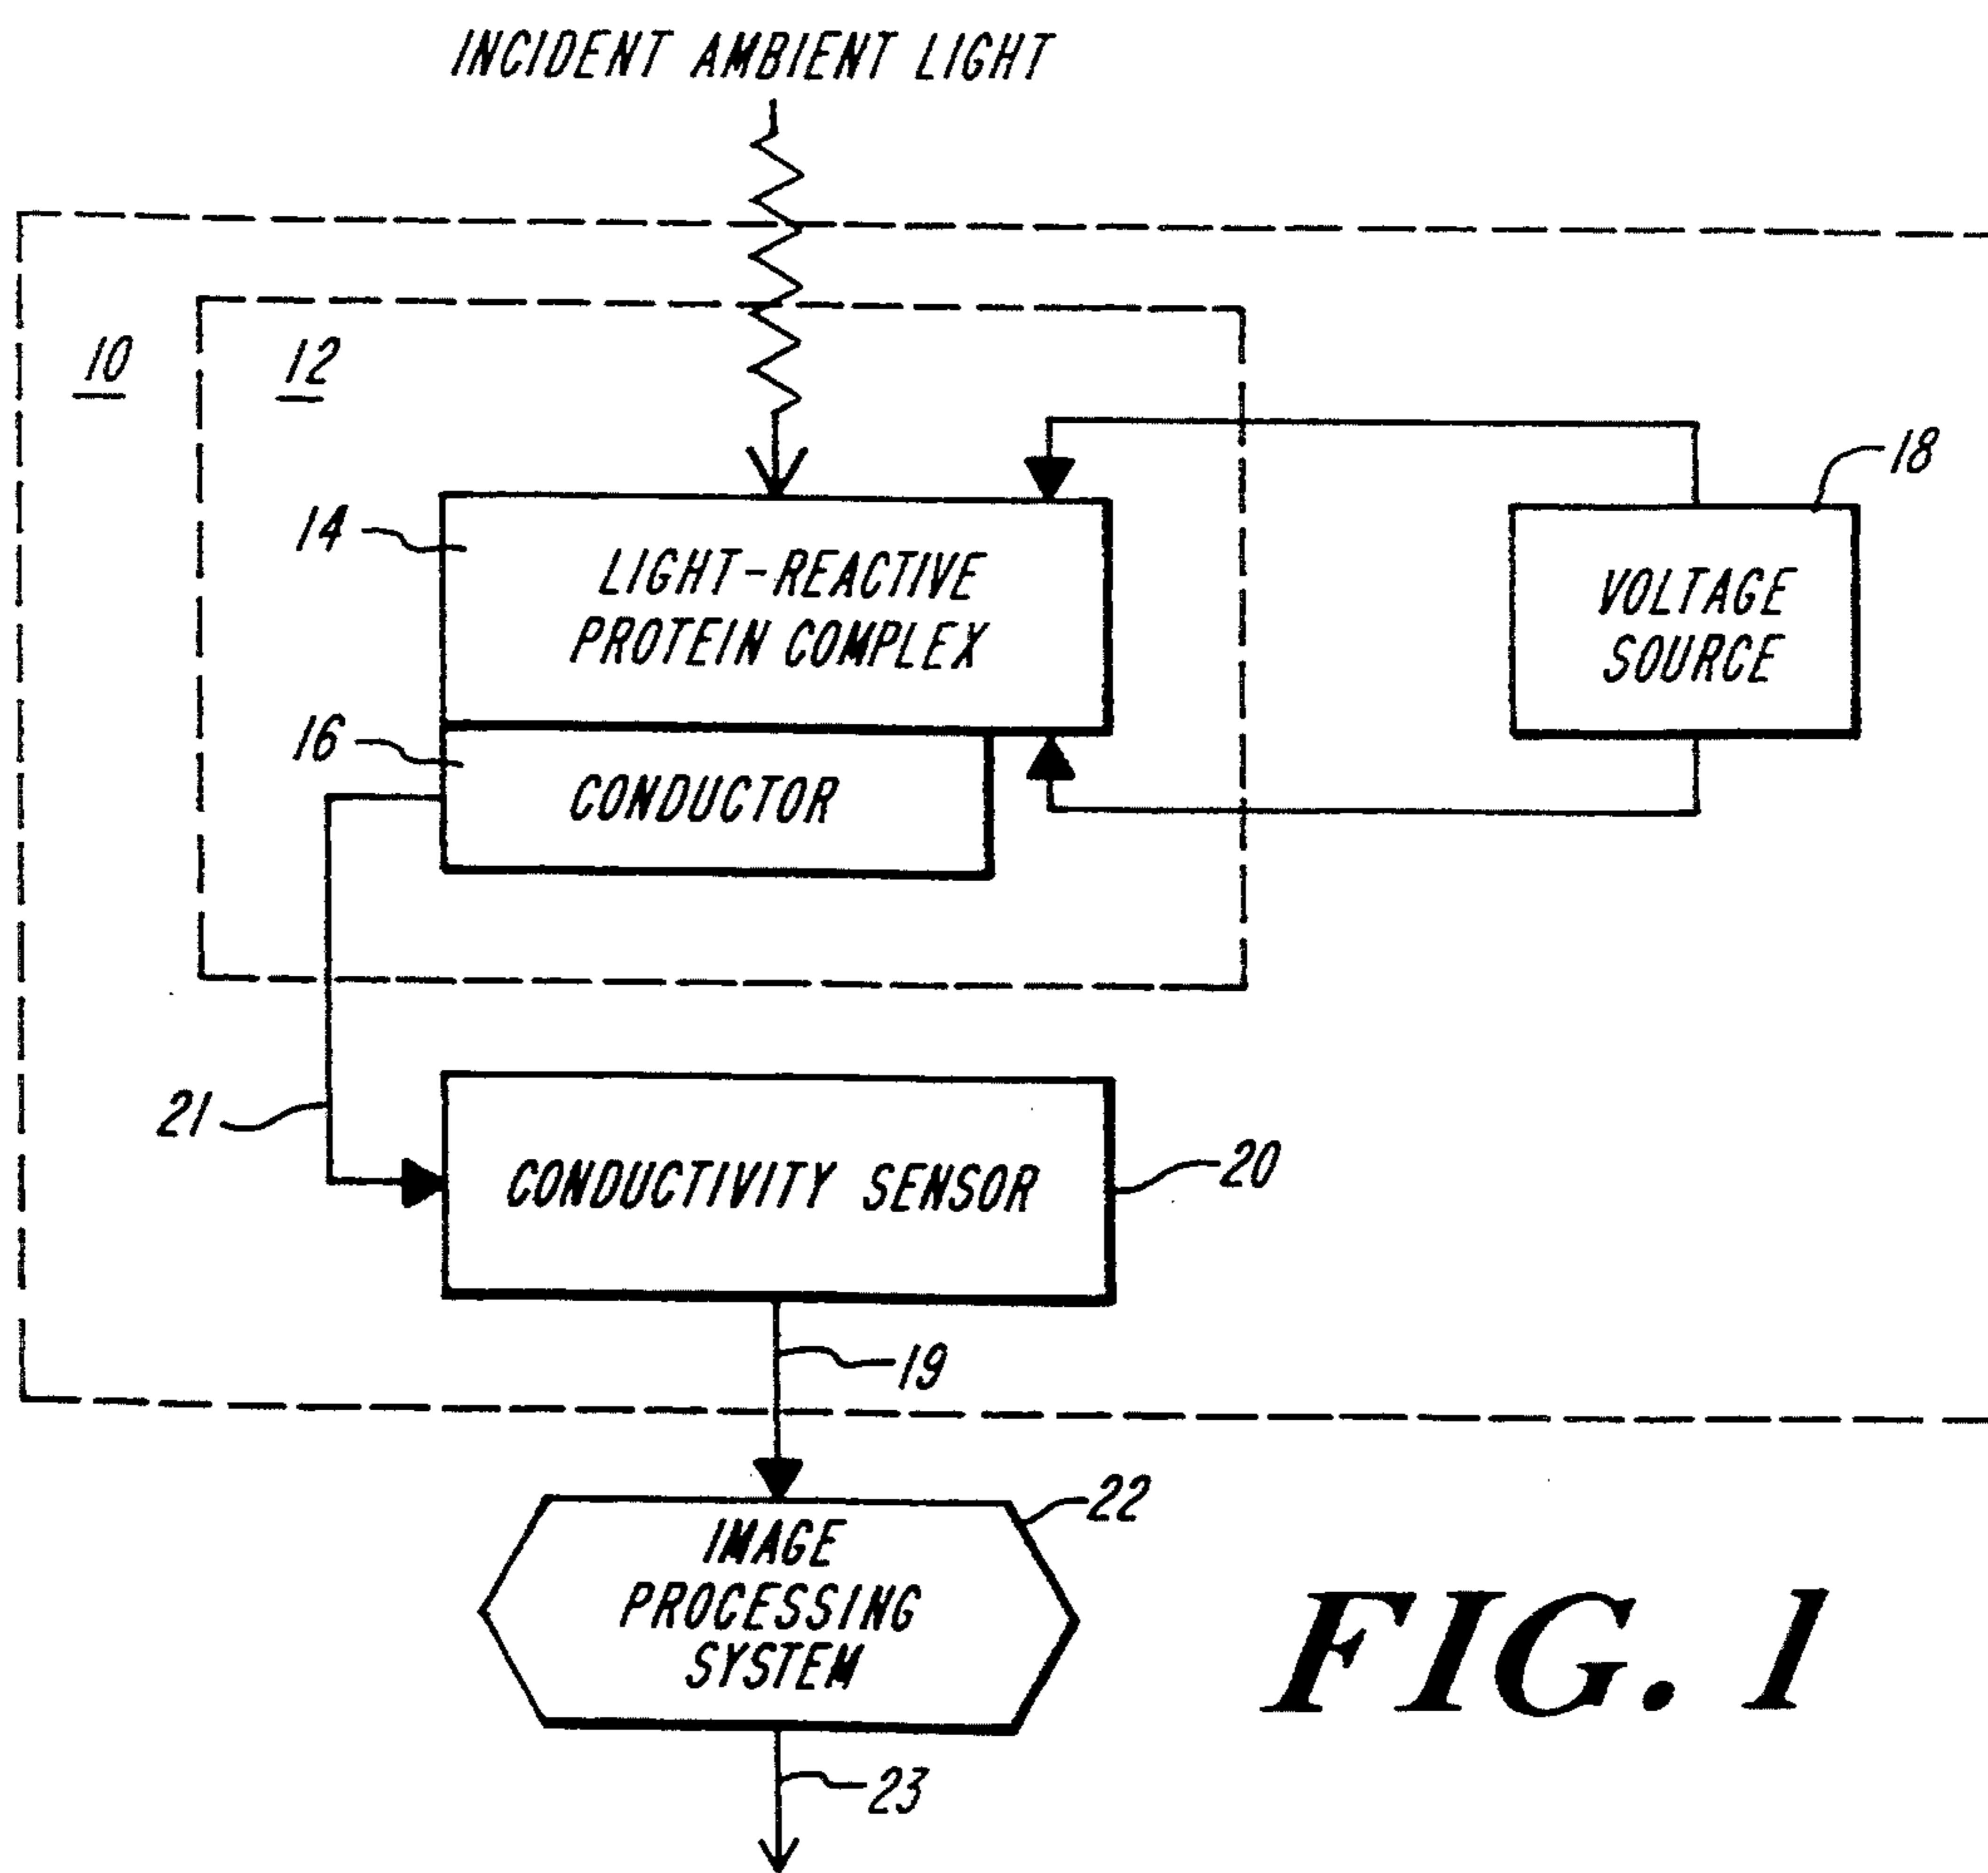 INCIDENT AMBIENT LIGHT
10
12
18
14
LIGHT-REACTIVE
PROTEIN COMPLEX
VOLTAGE
SOURCE
16
CONDUCTOR
21
CONDUCTIVITY SENSOR
20
19
22
IMAGE
PROCESSING
SYSTEM
FIG. 1
23